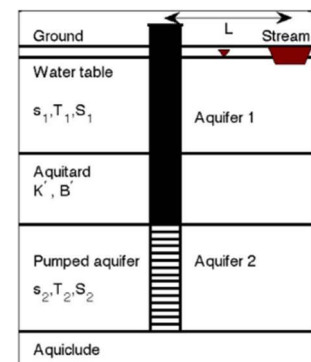 L
Ground Stream
Water table
s₁,T₁,S₁ Aquifer 1
Aquitard
K′, B′
Pumped aquifer Aquifer 2
s₂,T₂,S₂
Aquiclude